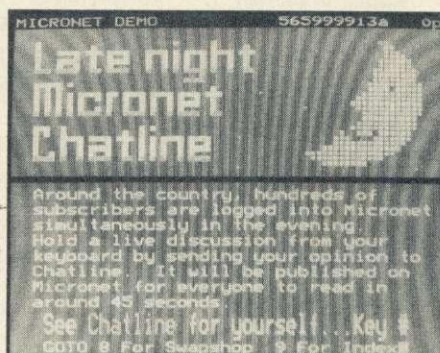 MICRONET DEMO 565999913a Op
Late night
Micronet
Chatline
Around the country, hundreds of
subscribers are logged into Micronet
simultaneously in the evening.
Hold a live discussion from your
keyboard by sending your opinion to
Chatline. It will be published on
Micronet for everyone to read in
around 45 seconds.
See Chatline for yourself...Key #
GOTO 8 For Swapshop, 9 For Index#